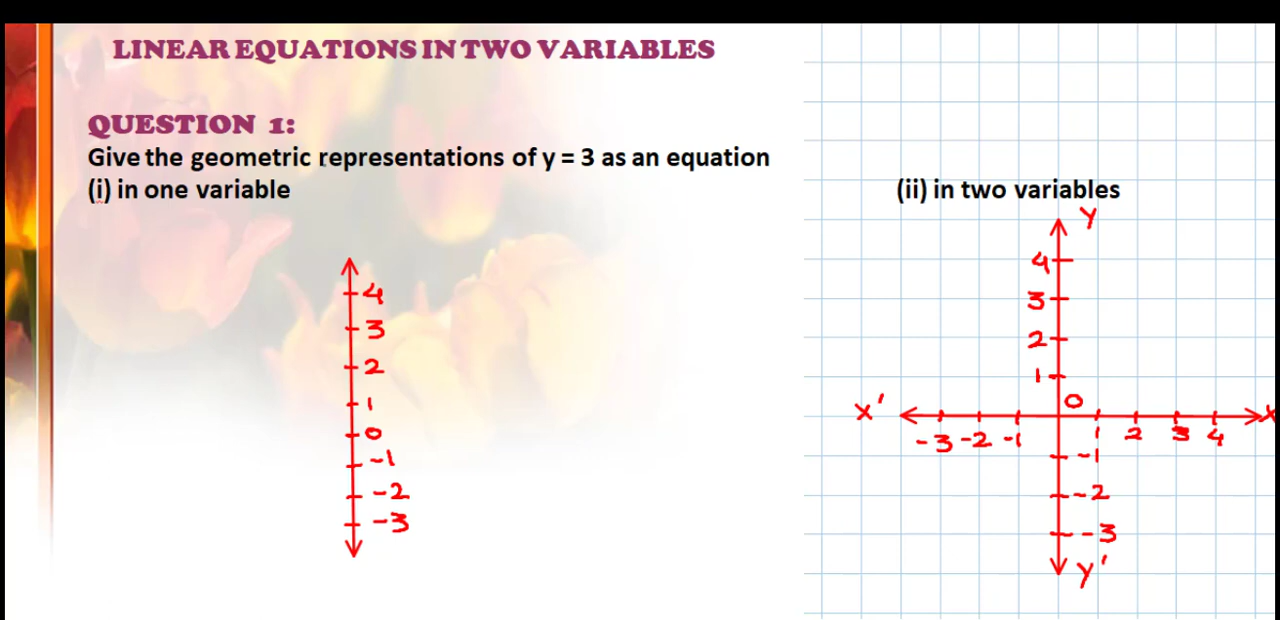 LINEAR EQUATIONS IN TWO VARIABLES
QUESTION 1:
Give the geometric representations of y = 3 as an equation
(i) in one variable
4
3
2
1
0
-1
-2
-3
(ii) in two variables
Y
4
3
2
1
0
X' X
-3 -2 -1 1 2 3 4
-1
-2
-3
Y'